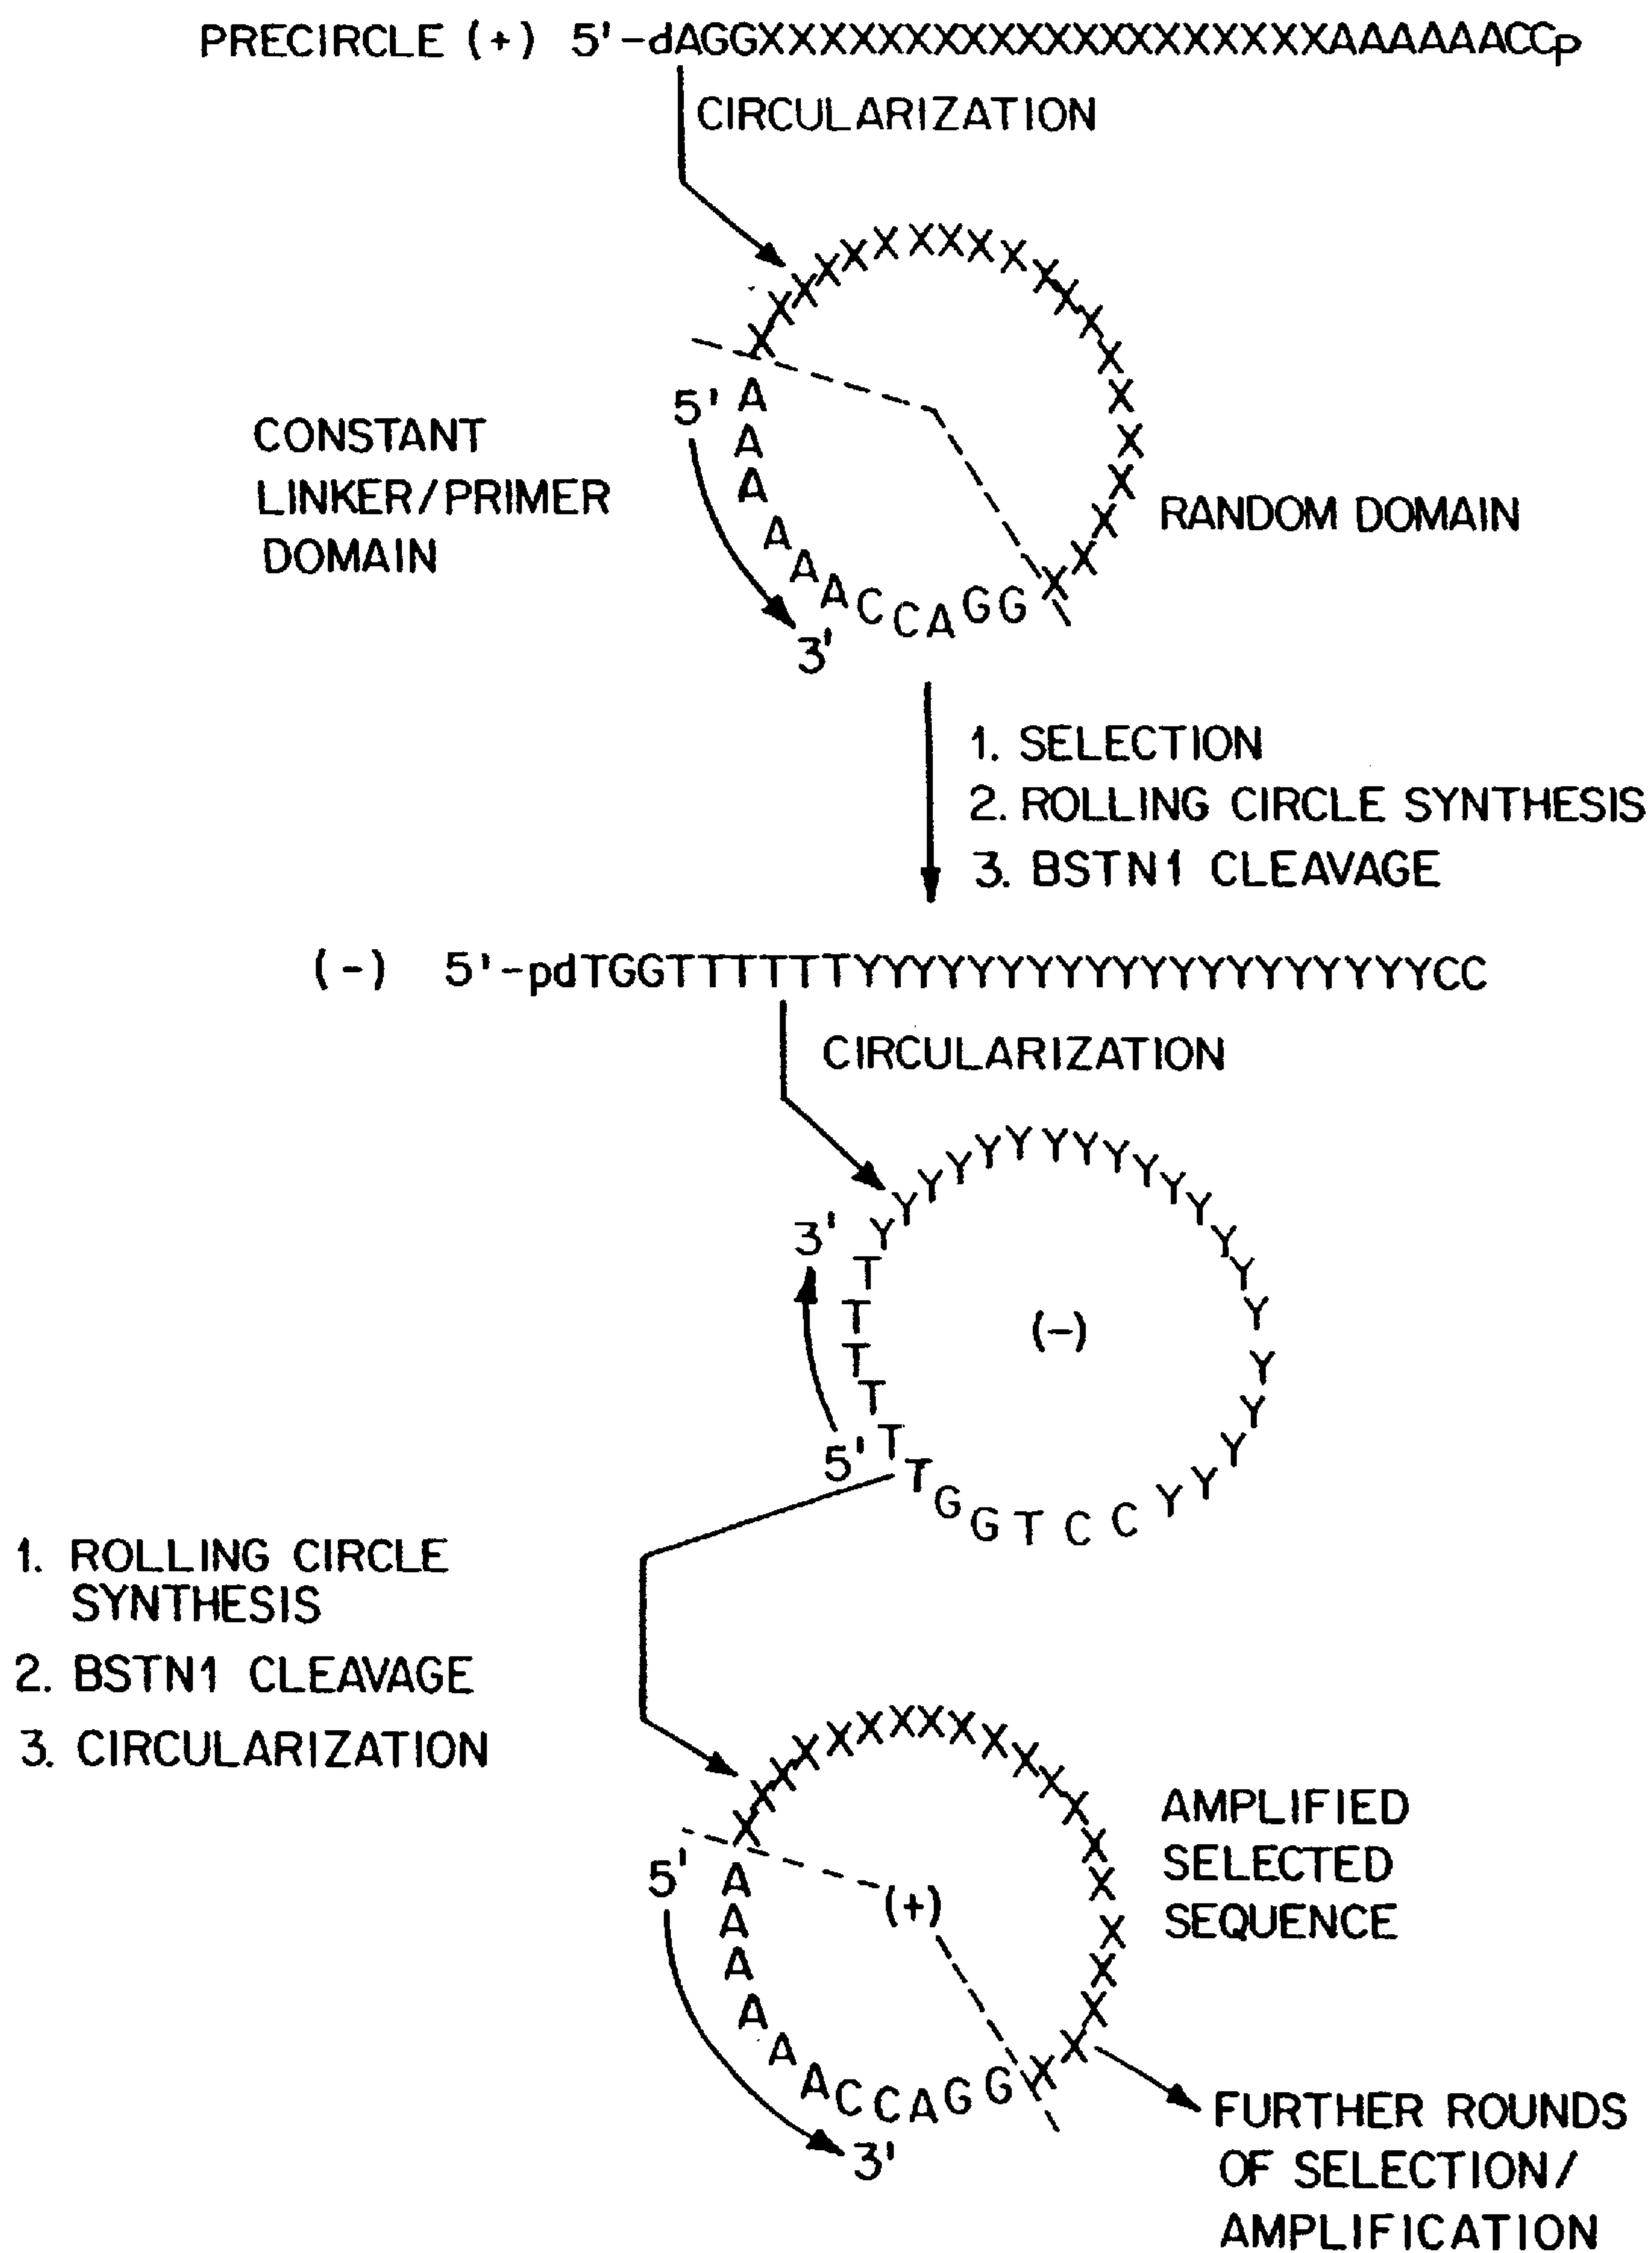 PRECIRCLE (+) 5'-dAGGXXXXXXXXXXXXXXXXXXXXAAAAAACCp
CIRCULARIZATION
X X X X X X X X X X X X X X X X X X X X
5' A
A
A
A
A
A C C A G G
3'
CONSTANT
LINKER/PRIMER
DOMAIN
RANDOM DOMAIN
1. SELECTION
2. ROLLING CIRCLE SYNTHESIS
3. BSTN1 CLEAVAGE
(-) 5'-pdTGGTTTTTTYYYYYYYYYYYYYYYYYYYYCC
CIRCULARIZATION
Y Y Y Y Y Y Y Y Y Y Y Y Y Y Y Y Y Y Y Y
3'
T
T
T
T
5' T
T G G T C C
(-)
1. ROLLING CIRCLE
SYNTHESIS
2. BSTN1 CLEAVAGE
3. CIRCULARIZATION
X X X X X X X X X X X X X X X X X X X X
AMPLIFIED
SELECTED
SEQUENCE
5' A
A
A
A
A
A C C A G G
3'
(+)
FURTHER ROUNDS
OF SELECTION/
AMPLIFICATION